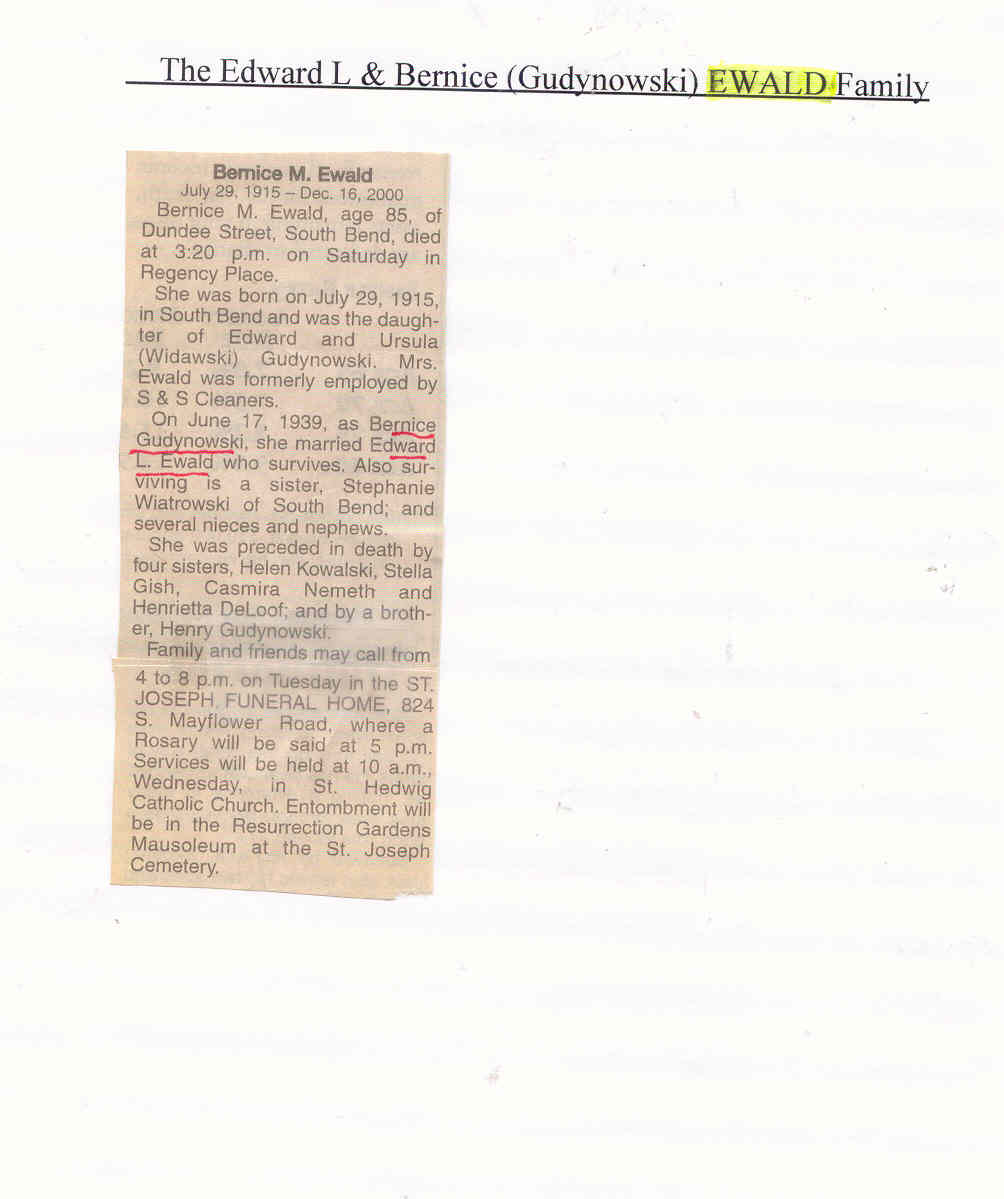 The Edward L & Bernice (Gudynowski) EWALD Family
Bernice M. Ewald
July 29, 1915 – Dec. 16, 2000
Bernice M. Ewald, age 85, of
Dundee Street, South Bend, died
at 3:20 p.m. on Saturday in
Regency Place.
She was born on July 29, 1915,
in South Bend and was the daugh-
ter of Edward and Ursula
(Widawski) Gudynowski. Mrs.
Ewald was formerly employed by
S & S Cleaners.
On June 17, 1939, as Bernice
Gudynowski, she married Edward
L. Ewald who survives. Also sur-
viving is a sister, Stephanie
Wiatrowski of South Bend; and
several nieces and nephews.
She was preceded in death by
four sisters, Helen Kowalski, Stella
Gish, Casmira Nemeth and
Henrietta DeLoof; and by a broth-
er, Henry Gudynowski.
Family and friends may call from
4 to 8 p.m. on Tuesday in the ST.
JOSEPH FUNERAL HOME, 824
S. Mayflower Road, where a
Rosary will be said at 5 p.m.
Services will be held at 10 a.m.,
Wednesday, in St. Hedwig
Catholic Church. Entombment will
be in the Resurrection Gardens
Mausoleum at the St. Joseph
Cemetery.